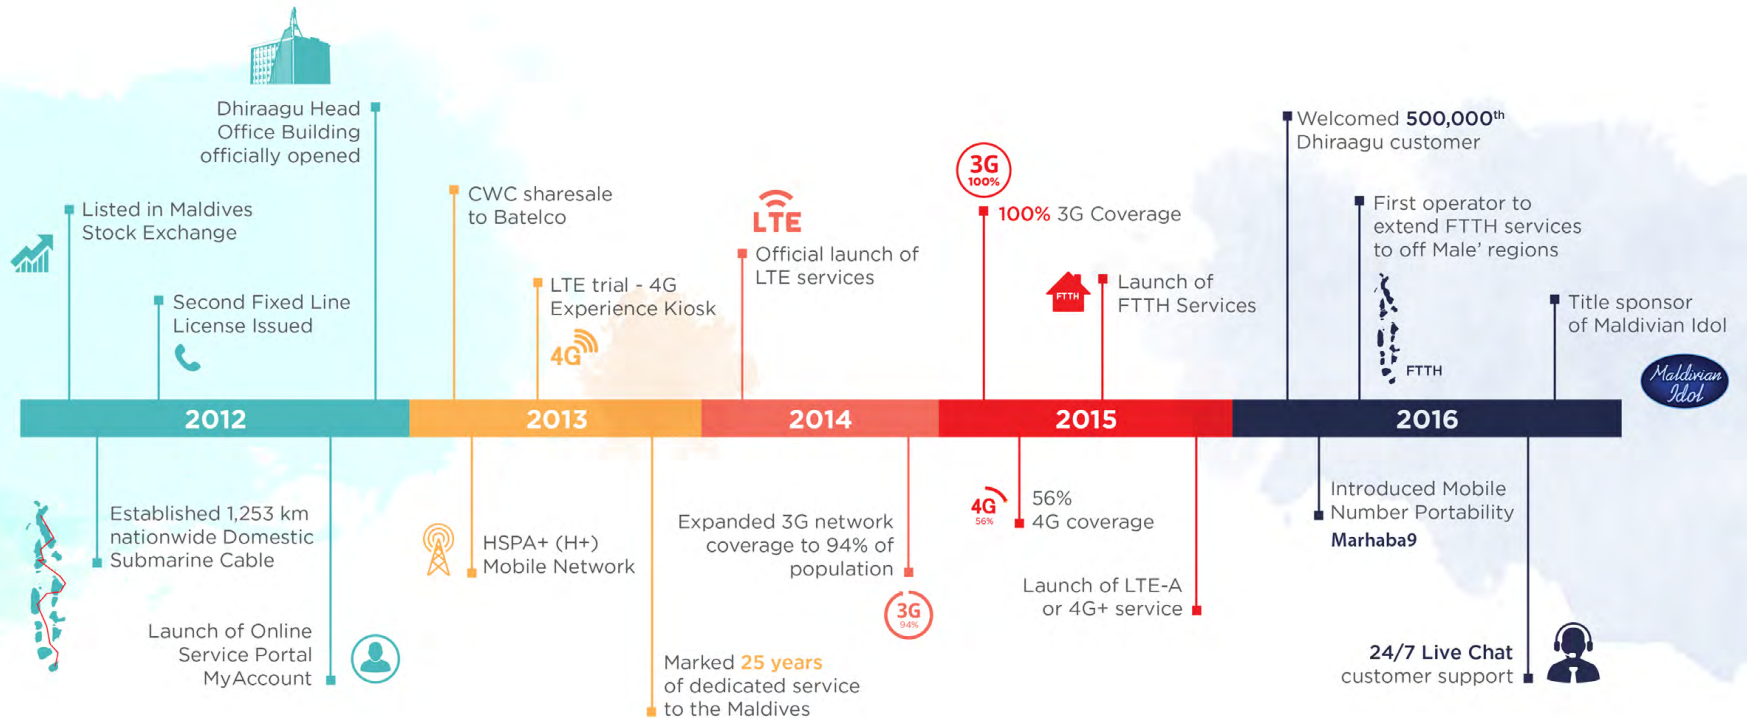 Dhiraagu Head
Office Building
officially opened
Listed in Maldives
Stock Exchange
Second Fixed Line
License Issued
2012
Established 1,253 km
nationwide Domestic
Submarine Cable
Launch of Online
Service Portal
MyAccount
CWC sharesale
to Batelco
LTE trial - 4G
Experience Kiosk
4G
2013
HSPA+ (H+)
Mobile Network
Marked 25 years
of dedicated service
to the Maldives
LTE
Official launch of
LTE services
2014
Expanded 3G network
coverage to 94% of
population
3G
94%
3G
100%
100% 3G Coverage
FTTH
Launch of
FTTH Services
2015
4G
56%
56%
4G coverage
Launch of LTE-A
or 4G+ service
Welcomed 500,000th
Dhiraagu customer
First operator to
extend FTTH services
to off Male’ regions
FTTH
Title sponsor
of Maldivian Idol
Maldivian
Idol
2016
Introduced Mobile
Number Portability
Marhaba9
24/7 Live Chat
customer support